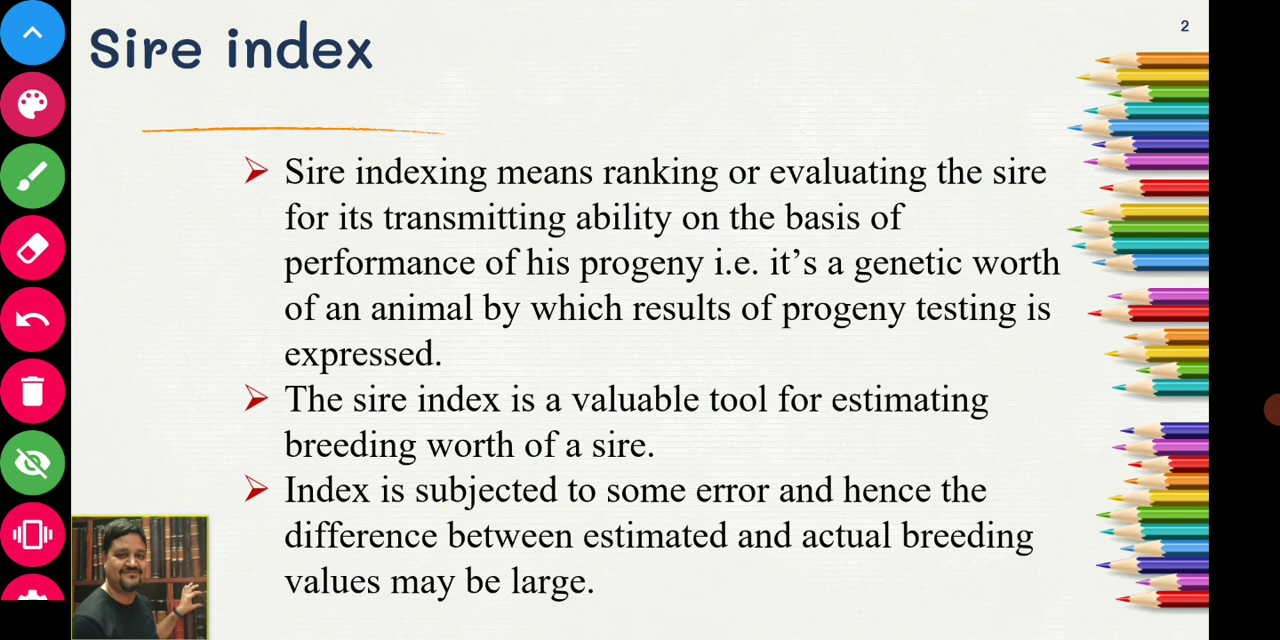 Sire index
2
Sire indexing means ranking or evaluating the sire
for its transmitting ability on the basis of
performance of his progeny i.e. it’s a genetic worth
of an animal by which results of progeny testing is
expressed.
The sire index is a valuable tool for estimating
breeding worth of a sire.
Index is subjected to some error and hence the
difference between estimated and actual breeding
values may be large.